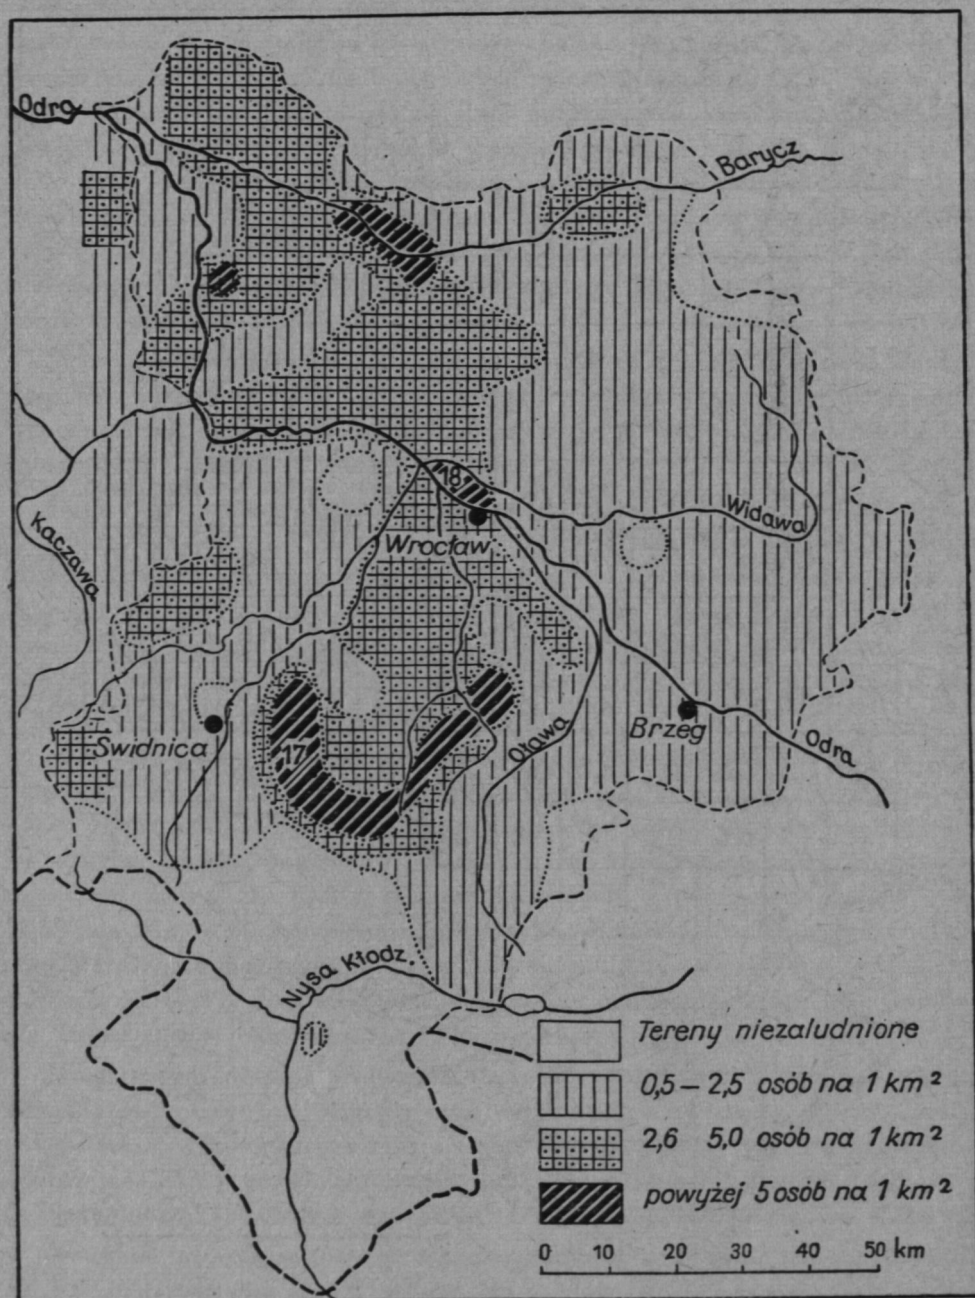 Odra
Barycz
18
Widawa
Wrocław
Kaczawa
Oława
Brzeg
Odra
Świdnica
17
Nysa Kłodz.
Tereny niezaludnione
0,5 – 2,5 osób na 1 km²
2,6 5,0 osób na 1 km²
powyżej 5 osób na 1 km²
0 10 20 30 40 50 km